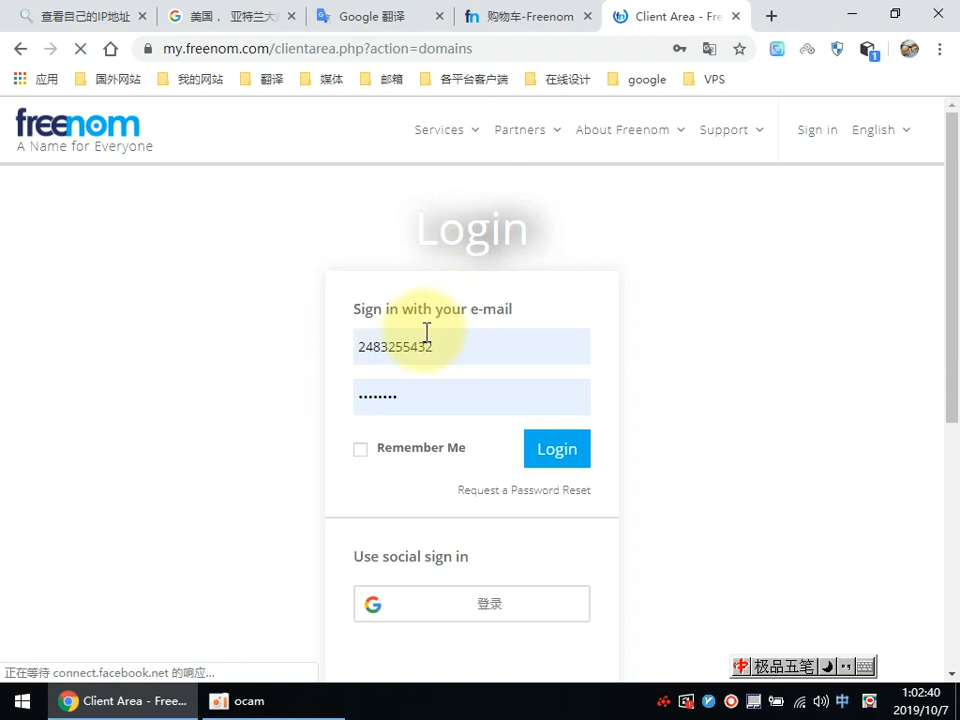 查看自己的IP地址
美国， 亚特兰大
Google 翻译
购物车-Freenom
Client Area - Fre
my.freenom.com/clientarea.php?action=domains
应用
国外网站
我的网站
翻译
媒体
邮箱
各平台客户端
在线设计
google
VPS
freenom
A Name for Everyone
Services
Partners
About Freenom
Support
Sign in
English
Login
Sign in with your e-mail
2483255432
••••••••
Remember Me
Login
Request a Password Reset
Use social sign in
登录
正在等待 connect.facebook.net 的响应...
中 极品五笔
Client Area - Free...
ocam
中
1:02:40
2019/10/7